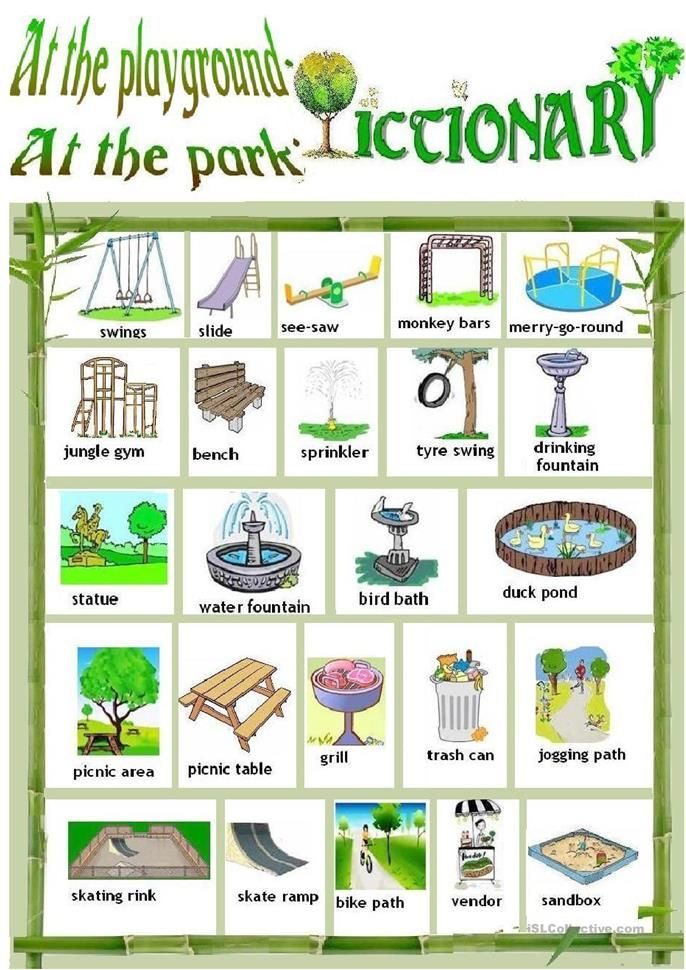 At the playground-
At the park:
DICTIONARY
swings
slide
see-saw
monkey bars
merry-go-round
jungle gym
bench
sprinkler
tyre swing
drinking
fountain
statue
water fountain
bird bath
duck pond
picnic area
picnic table
grill
trash can
jogging path
skating rink
skate ramp
bike path
vendor
sandbox
iSLCollective.com